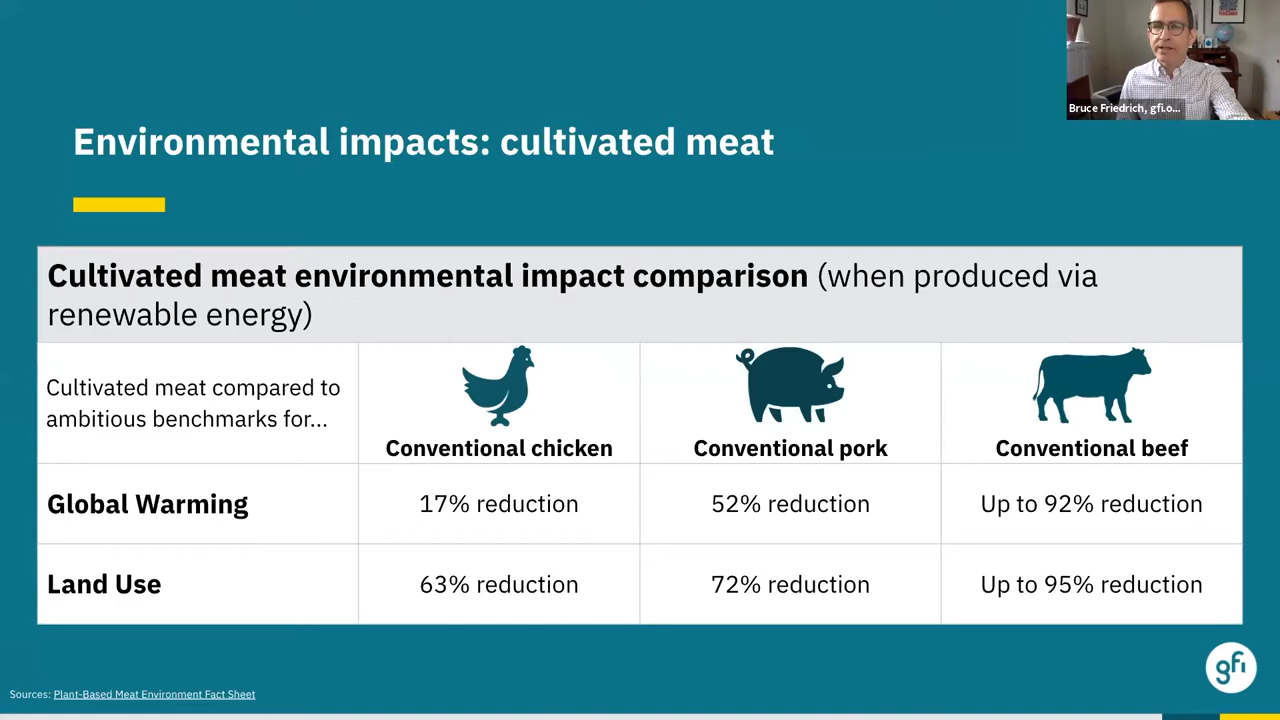 Bruce Friedrich, gfi.o...
Environmental impacts: cultivated meat
Cultivated meat environmental impact comparison (when produced via
renewable energy)
Cultivated meat compared to
ambitious benchmarks for...
Conventional chicken
Conventional pork
Conventional beef
Global Warming
17% reduction
52% reduction
Up to 92% reduction
Land Use
63% reduction
72% reduction
Up to 95% reduction
gfi
Sources: Plant-Based Meat Environment Fact Sheet